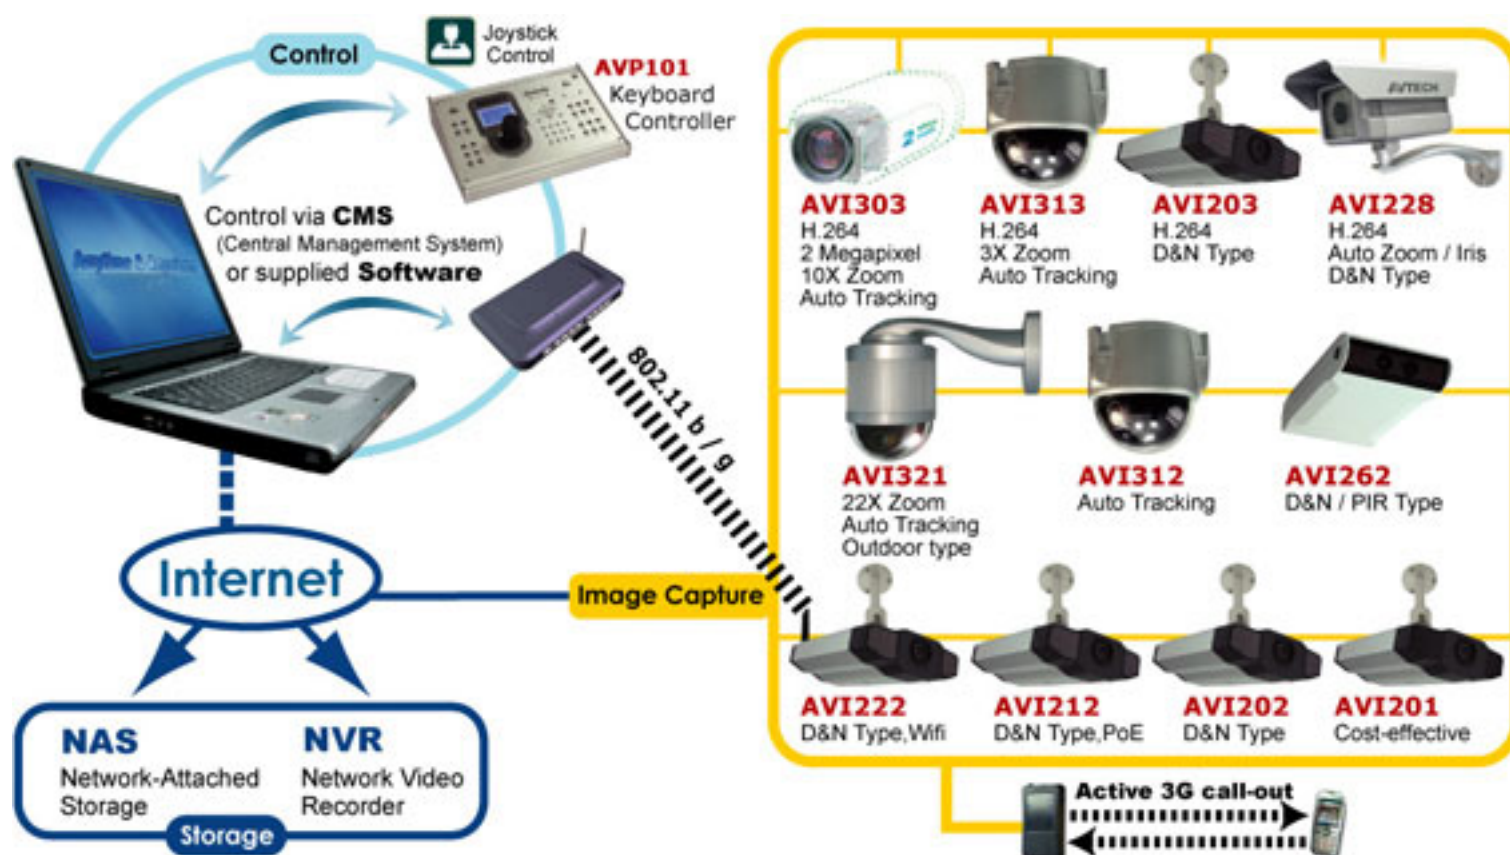 Control
Joystick
Control
AVP101
Keyboard
Controller
Control via CMS
(Central Management System)
or supplied Software
802.11 b / g
Internet
Image Capture
NAS
Network-Attached
Storage
NVR
Network Video
Recorder
Storage
AVTECH
AVI303
H.264
2 Megapixel
10X Zoom
Auto Tracking
AVI313
H.264
3X Zoom
Auto Tracking
AVI203
H.264
D&N Type
AVI228
H.264
Auto Zoom / Iris
D&N Type
AVI321
22X Zoom
Auto Tracking
Outdoor type
AVI312
Auto Tracking
AVI262
D&N / PIR Type
AVI222
D&N Type,Wifi
AVI212
D&N Type,PoE
AVI202
D&N Type
AVI201
Cost-effective
Active 3G call-out